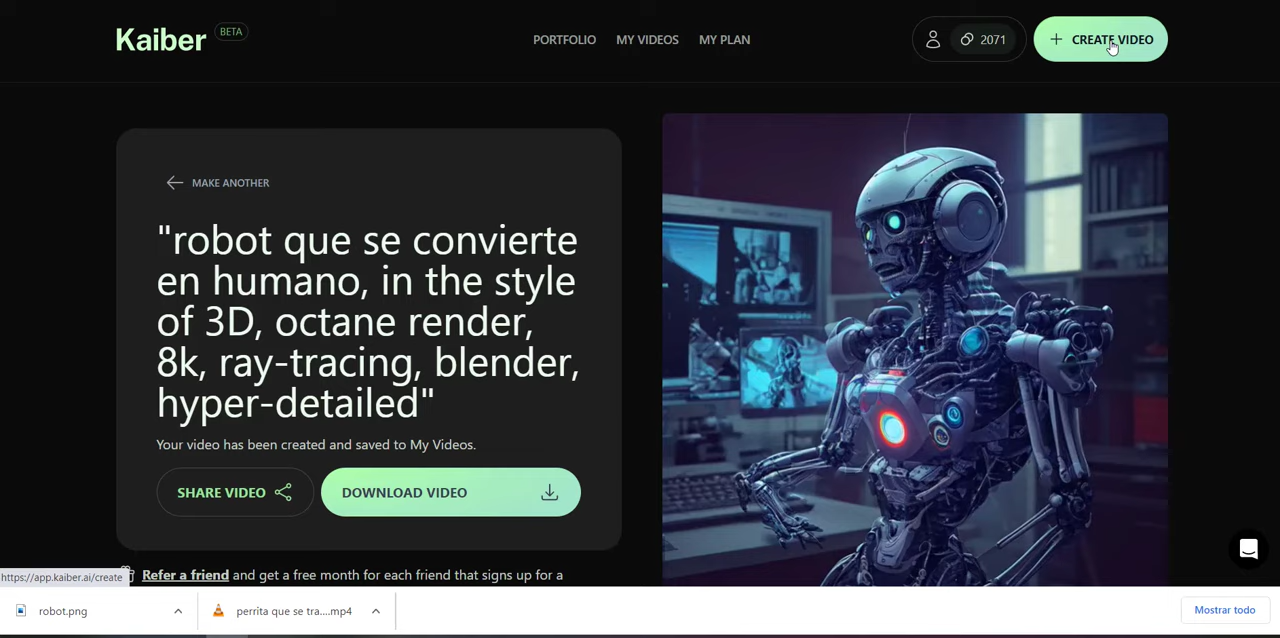 Kaiber BETA
PORTFOLIO MY VIDEOS MY PLAN
2071
+ CREATE VIDEO
← MAKE ANOTHER
"robot que se convierte
en humano, in the style
of 3D, octane render,
8k, ray-tracing, blender,
hyper-detailed"
Your video has been created and saved to My Videos.
SHARE VIDEO
DOWNLOAD VIDEO
Refer a friend and get a free month for each friend that signs up for a
https://app.kaiber.ai/create
robot.png
perrita que se tra....mp4
Mostrar todo